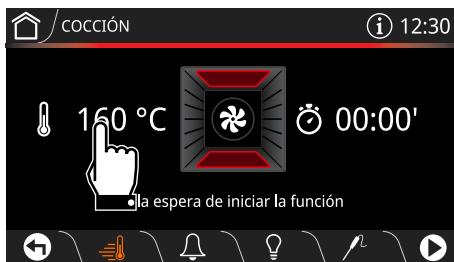 COCCIÓN
i 12:30
160 °C
00:00'
la espera de iniciar la función